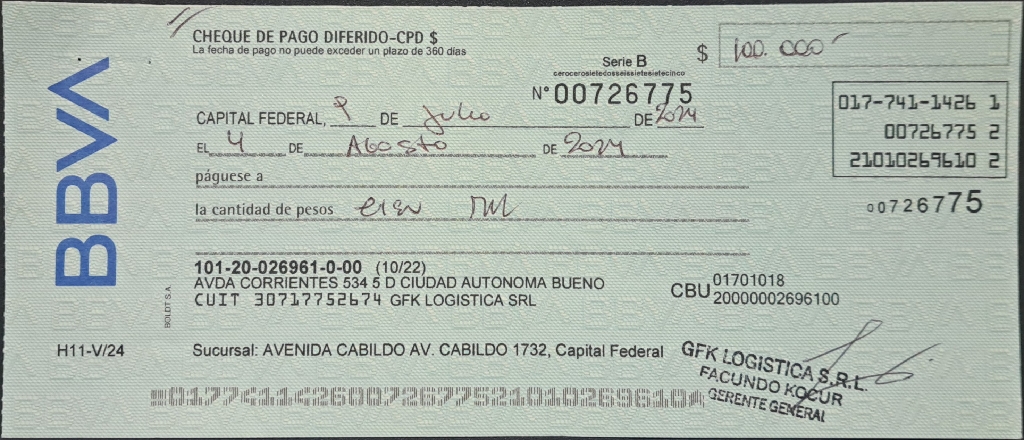 BBVA
CHEQUE DE PAGO DIFERIDO-CPD $
La fecha de pago no puede exceder un plazo de 360 días
$ 100.000
Serie B
cerocerosietedosseissietesietecinco
N° 00726775
CAPITAL FEDERAL, 9 DE Julio DE 2024
EL 4 DE AGOSTO DE 2024
páguese a
la cantidad de pesos cien Mil
017-741-1426 1
00726775 2
21010269610 2
00726775
101-20-026961-0-00 (10/22)
AVDA CORRIENTES 534 5 D CIUDAD AUTONOMA BUENO
CUIT 30717752674 GFK LOGISTICA SRL
CBU 01701018
20000002696100
BOLDT S.A.
H11-V/24
Sucursal: AVENIDA CABILDO AV. CABILDO 1732, Capital Federal
GFK LOGISTICA S.R.L.
FACUNDO KOCUR
GERENTE GENERAL